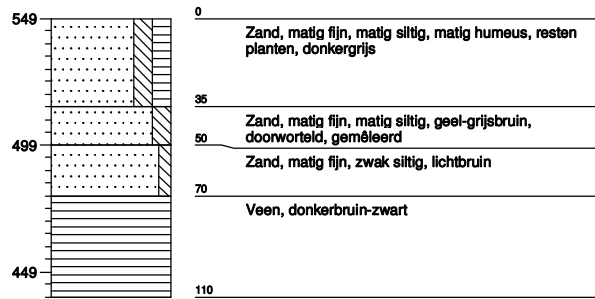 549
0
Zand, matig fijn, matig siltig, matig humeus, resten
planten, donkergrijs
35
Zand, matig fijn, matig siltig, geel-grijsbruin,
doorworteld, gemêleerd
499
50
Zand, matig fijn, zwak siltig, lichtbruin
70
Veen, donkerbruin-zwart
449
110